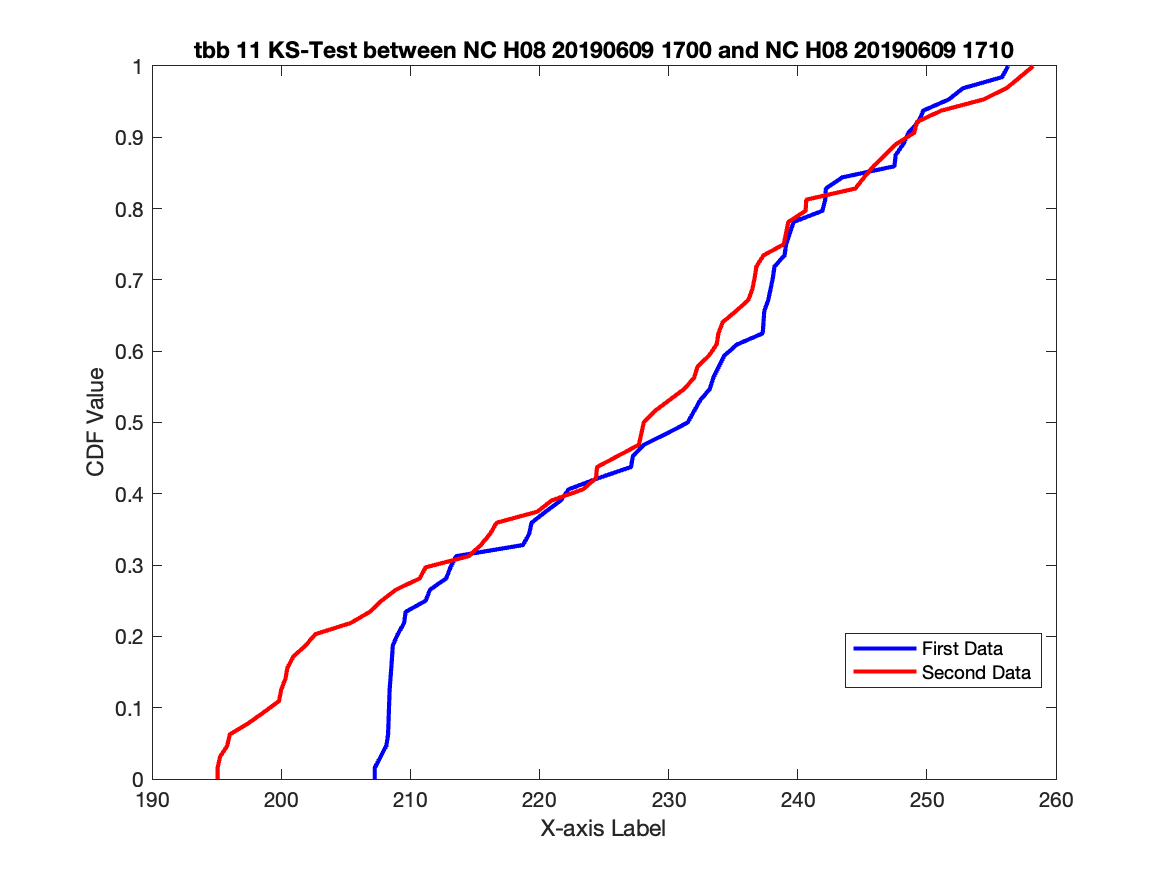 tbb 11 KS-Test between NC H08 20190609 1700 and NC H08 20190609 1710
1
0.9
0.8
0.7
0.6
0.5
0.4
0.3
0.2
0.1
0
CDF Value
First Data
Second Data
190 200 210 220 230 240 250 260
X-axis Label